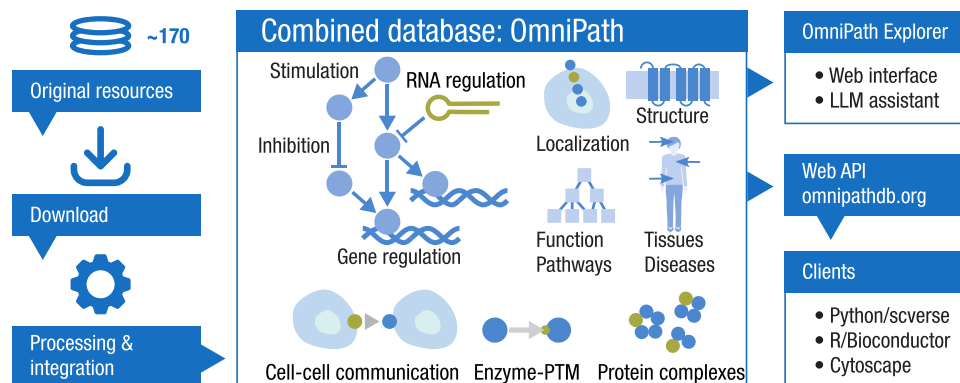 ~170
Original resources
Download
Processing &
integration
Combined database: OmniPath
Stimulation
RNA regulation
Inhibition
Gene regulation
Localization
Structure
Function
Pathways
Tissues
Diseases
Cell-cell communication
Enzyme-PTM
Protein complexes
OmniPath Explorer
• Web interface
• LLM assistant
Web API
omnipathdb.org
Clients
• Python/scverse
• R/Bioconductor
• Cytoscape